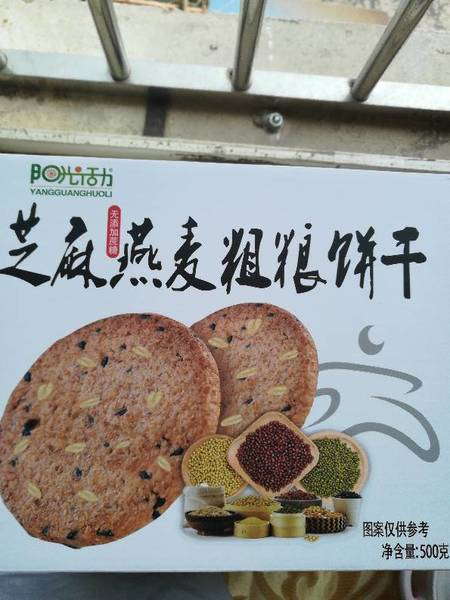 阳光活力
YANGGUANGHUOLI
无添加蔗糖
芝麻燕麦粗粮饼干
图案仅供参考
净含量:500克